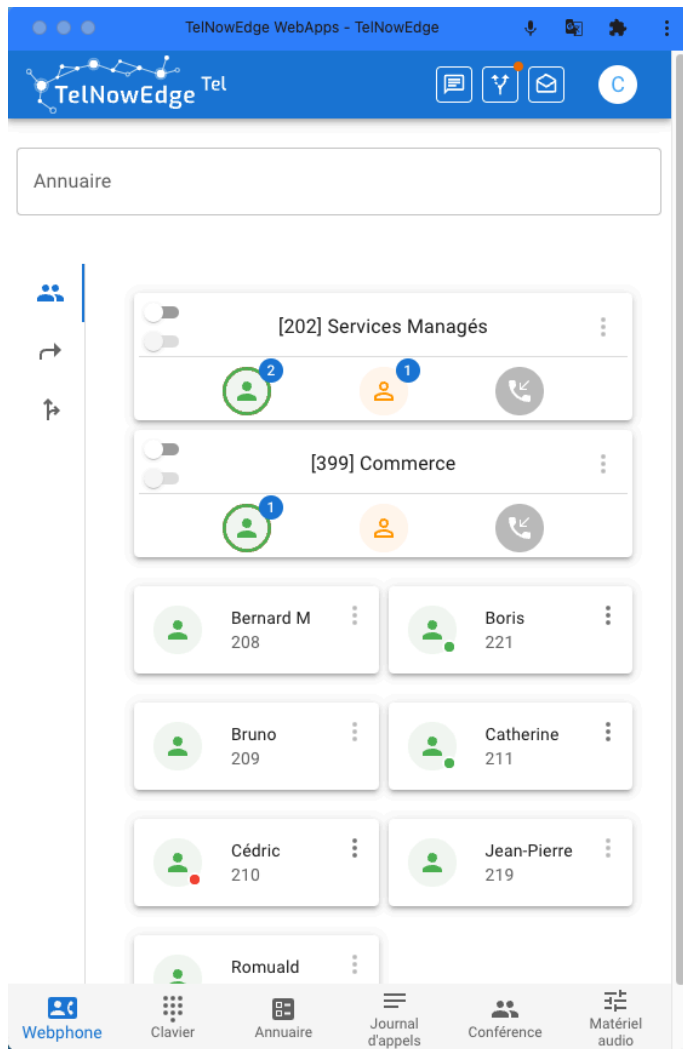 TelNowEdge WebApps - TelNowEdge
TelNowEdge Tel
C
Annuaire
[202] Services Managés
2
1
[399] Commerce
1
Bernard M
208
Boris
221
Bruno
209
Catherine
211
Cédric
210
Jean-Pierre
219
Romuald
Webphone
Clavier
Annuaire
Journal
d'appels
Conférence
Matériel
audio